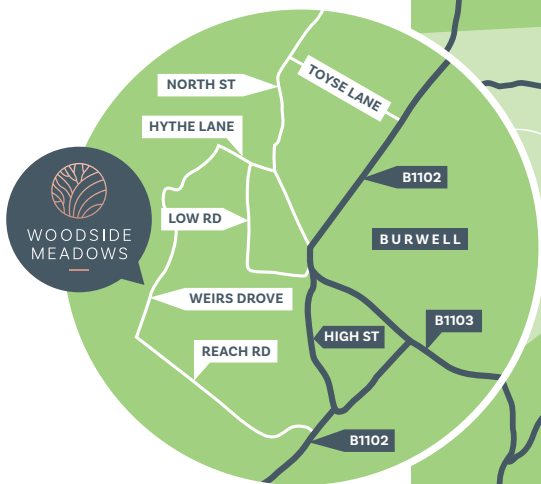 NORTH ST
TOYSE LANE
HYTHE LANE
B1102
WOODSIDE
MEADOWS
LOW RD
BURWELL
WEIRS DROVE
B1103
HIGH ST
REACH RD
B1102